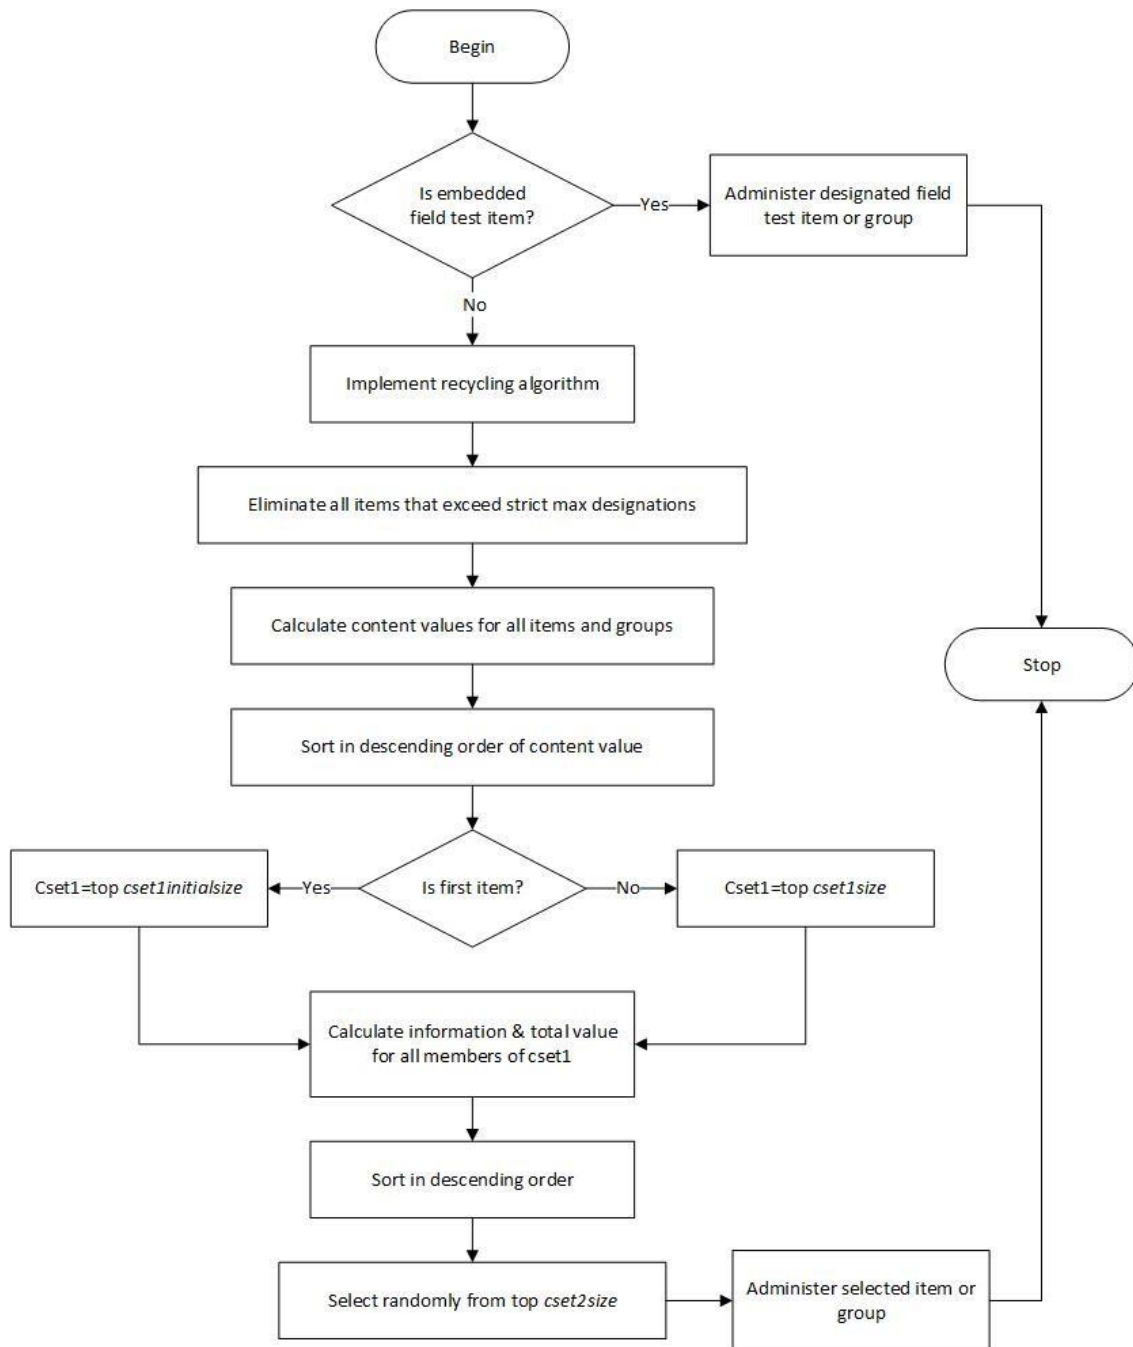 Begin
Is embedded
field test item?
Yes
Administer designated field
test item or group
No
Implement recycling algorithm
Eliminate all items that exceed strict max designations
Calculate content values for all items and groups
Stop
Sort in descending order of content value
Cset1=top cset1initialsize
Yes
Is first item?
No
Cset1=top cset1size
Calculate information & total value
for all members of cset1
Sort in descending order
Select randomly from top cset2size
Administer selected item or
group